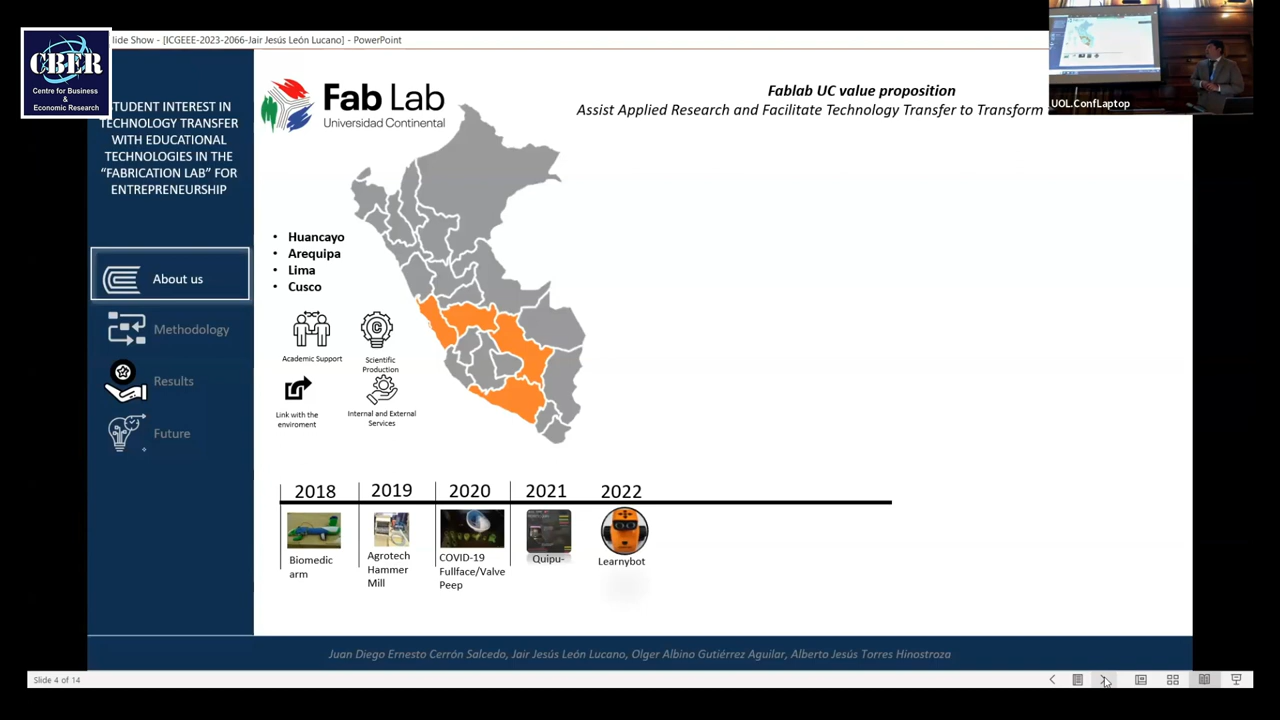 lide Show - [ICGEEE-2023-2066-Jair Jesús León Lucano] - PowerPoint
CBER
Centre for Business
&
Economic Research
STUDENT INTEREST IN
TECHNOLOGY TRANSFER
WITH EDUCATIONAL
TECHNOLOGIES IN THE
“FABRICATION LAB” FOR
ENTREPRENEURSHIP
About us
Methodology
Results
Future
Fab Lab
Universidad Continental
Fablab UC value proposition
Assist Applied Research and Facilitate Technology Transfer to Transform
UOL.ConfLaptop
• Huancayo
• Arequipa
• Lima
• Cusco
Academic Support
Scientific
Production
Link with the
enviroment
Internal and External
Services
2018
2019
2020
2021
2022
Biomedic
arm
Agrotech
Hammer
Mill
COVID-19
Fullface/Valve
Peep
Quipu-
Learnybot
Juan Diego Ernesto Cerrón Salcedo, Jair Jesús León Lucano, Olger Albino Gutiérrez Aguilar, Alberto Jesús Torres Hinostroza
Slide 4 of 14